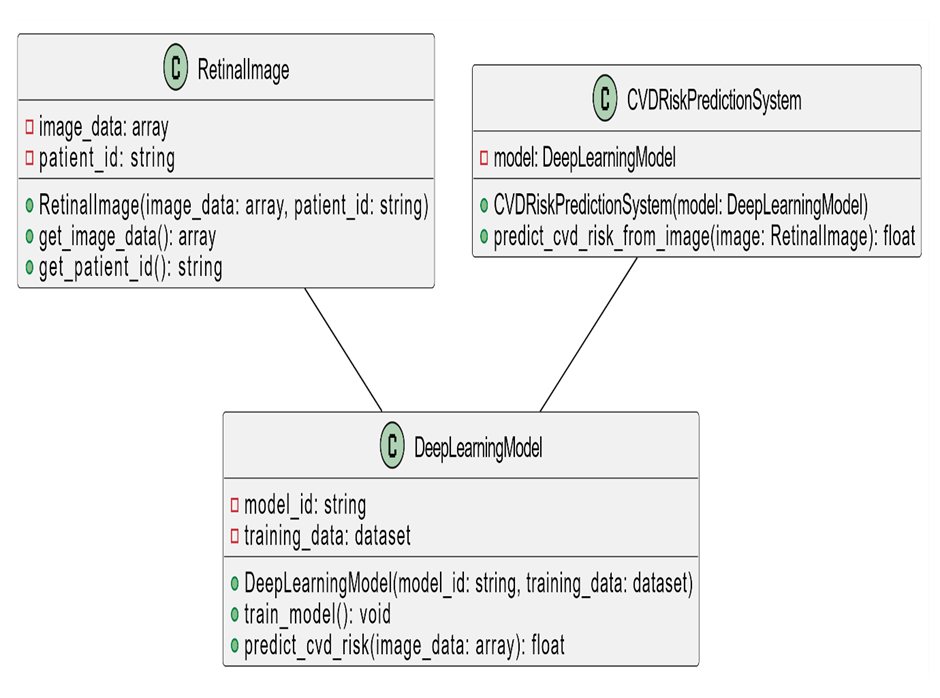 C RetinalImage
image_data: array
patient_id: string
RetinalImage(image_data: array, patient_id: string)
get_image_data(): array
get_patient_id(): string
C CVDRiskPredictionSystem
model: DeepLearningModel
CVDRiskPredictionSystem(model: DeepLearningModel)
predict_cvd_risk_from_image(image: RetinalImage): float
C DeepLearningModel
model_id: string
training_data: dataset
DeepLearningModel(model_id: string, training_data: dataset)
train_model(): void
predict_cvd_risk(image_data: array): float